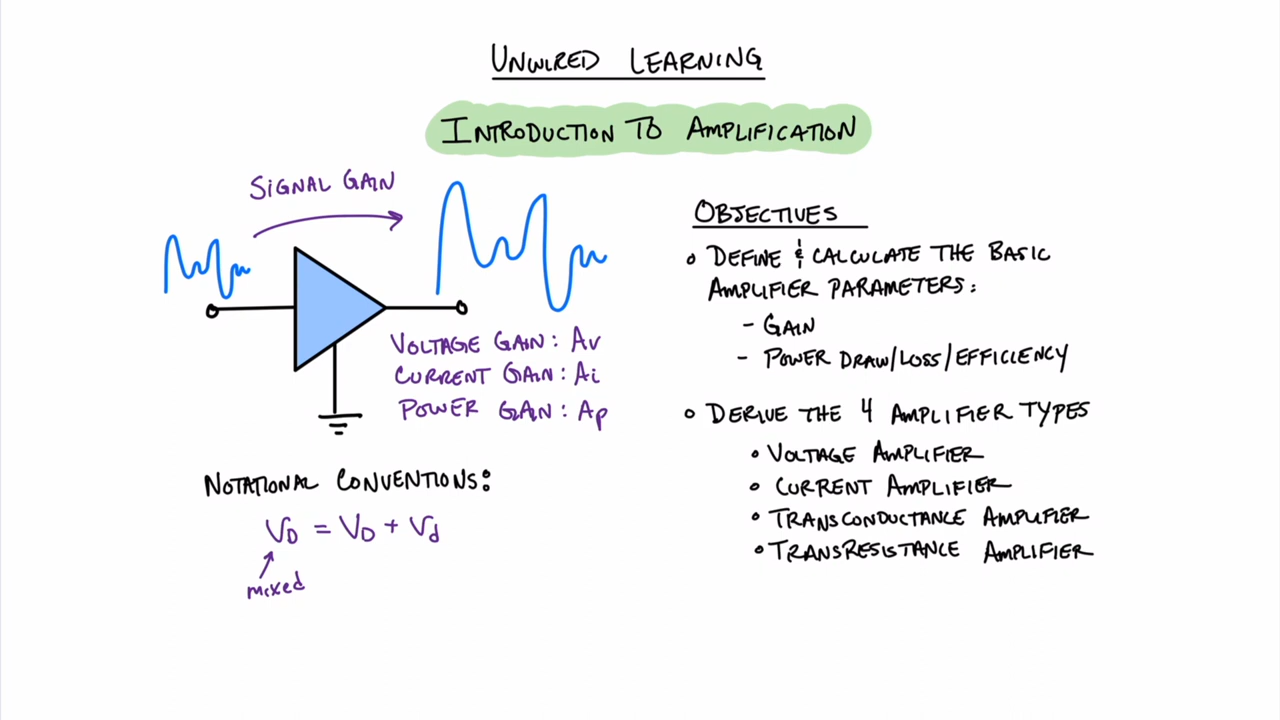 UNWIRED LEARNING
INTRODUCTION TO AMPLIFICATION
SIGNAL GAIN
VOLTAGE GAIN: Av
CURRENT GAIN: Ai
POWER GAIN: Ap
NOTATIONAL CONVENTIONS:
VD = VD + Vd
mixed
OBJECTIVES
• DEFINE & CALCULATE THE BASIC
AMPLIFIER PARAMETERS:
- GAIN
- POWER DRAW/LOSS/EFFICIENCY
• DERIVE THE 4 AMPLIFIER TYPES
• VOLTAGE AMPLIFIER
• CURRENT AMPLIFIER
• TRANSCONDUCTANCE AMPLIFIER
• TRANSRESISTANCE AMPLIFIER